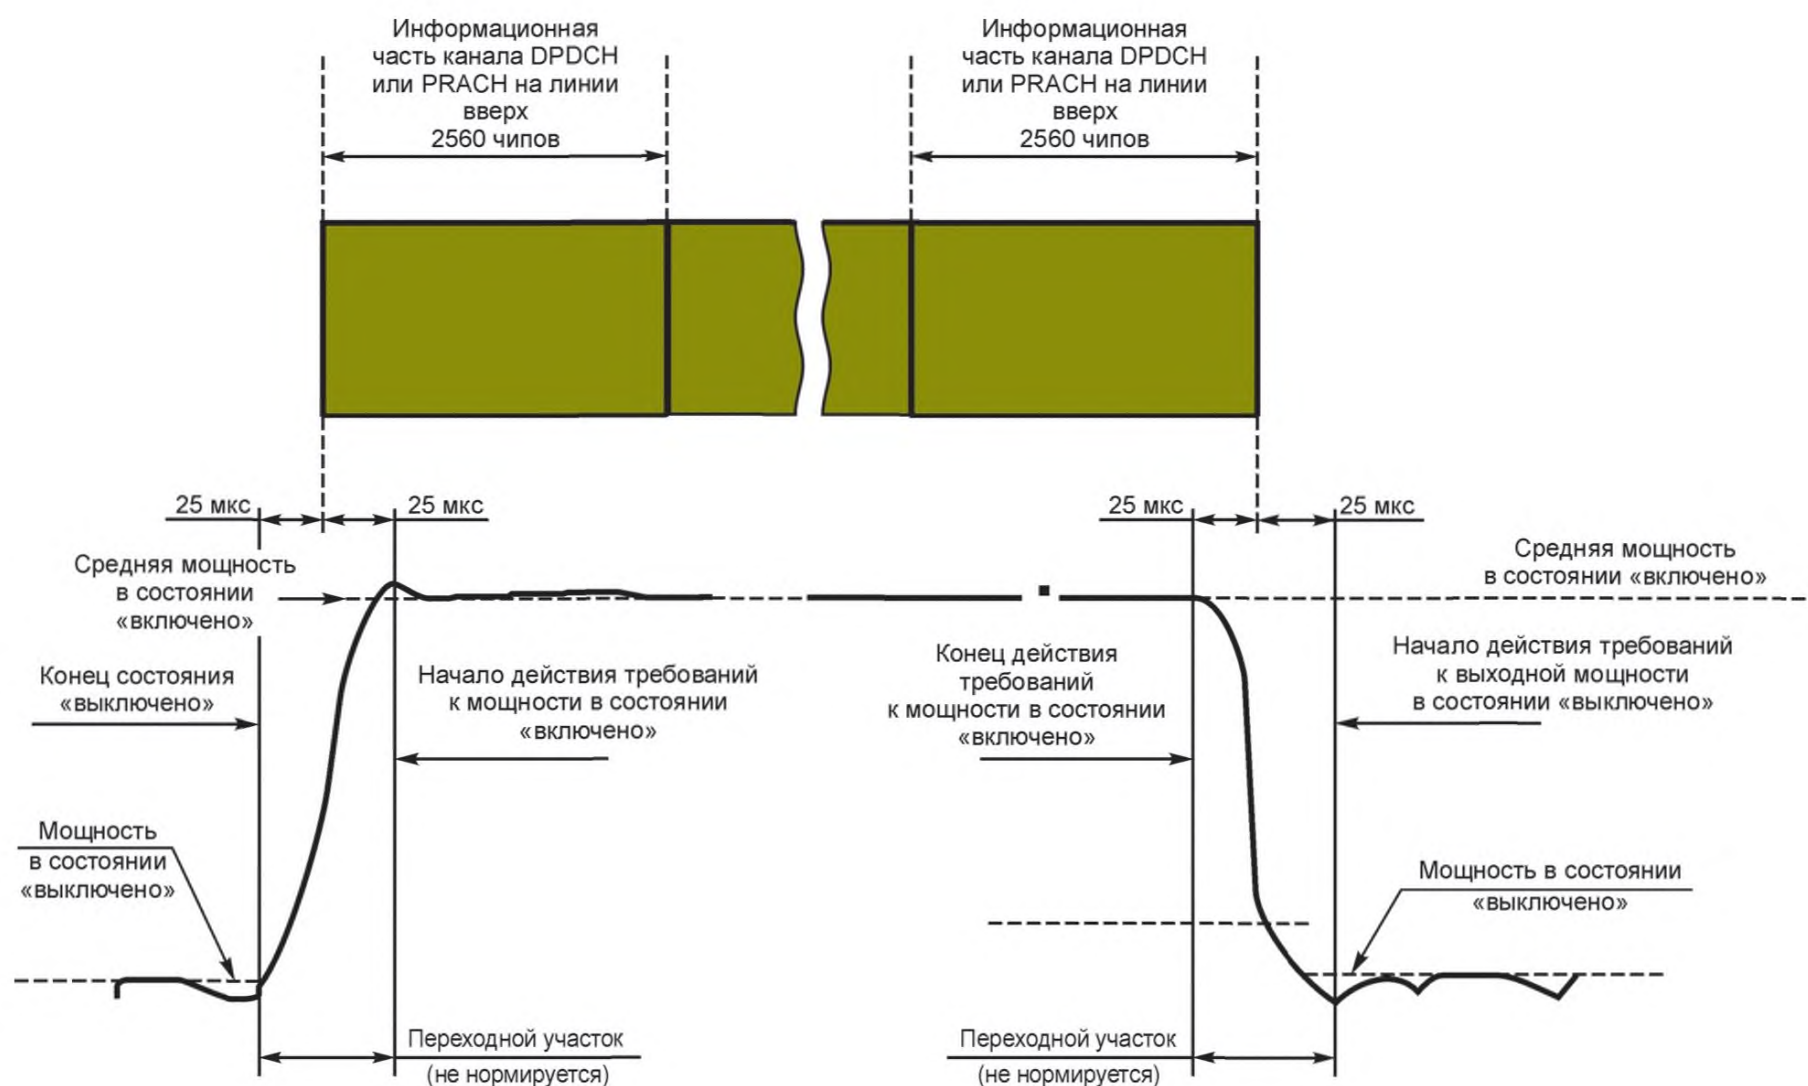 Информационная
часть канала DPDCH
или PRACH на линии
вверх
2560 чипов
Информационная
часть канала DPDCH
или PRACH на линии
вверх
2560 чипов
25 мкс
25 мкс
25 мкс
25 мкс
Средняя мощность
в состоянии
«включено»
Средняя мощность
в состоянии «включено»
Конец состояния
«выключено»
Начало действия требований
к мощности в состоянии
«включено»
Конец действия
требований
к мощности в состоянии
«включено»
Начало действия требований
к выходной мощности
в состоянии «выключено»
Мощность
в состоянии
«выключено»
Мощность в состоянии
«выключено»
Переходной участок
(не нормируется)
Переходной участок
(не нормируется)